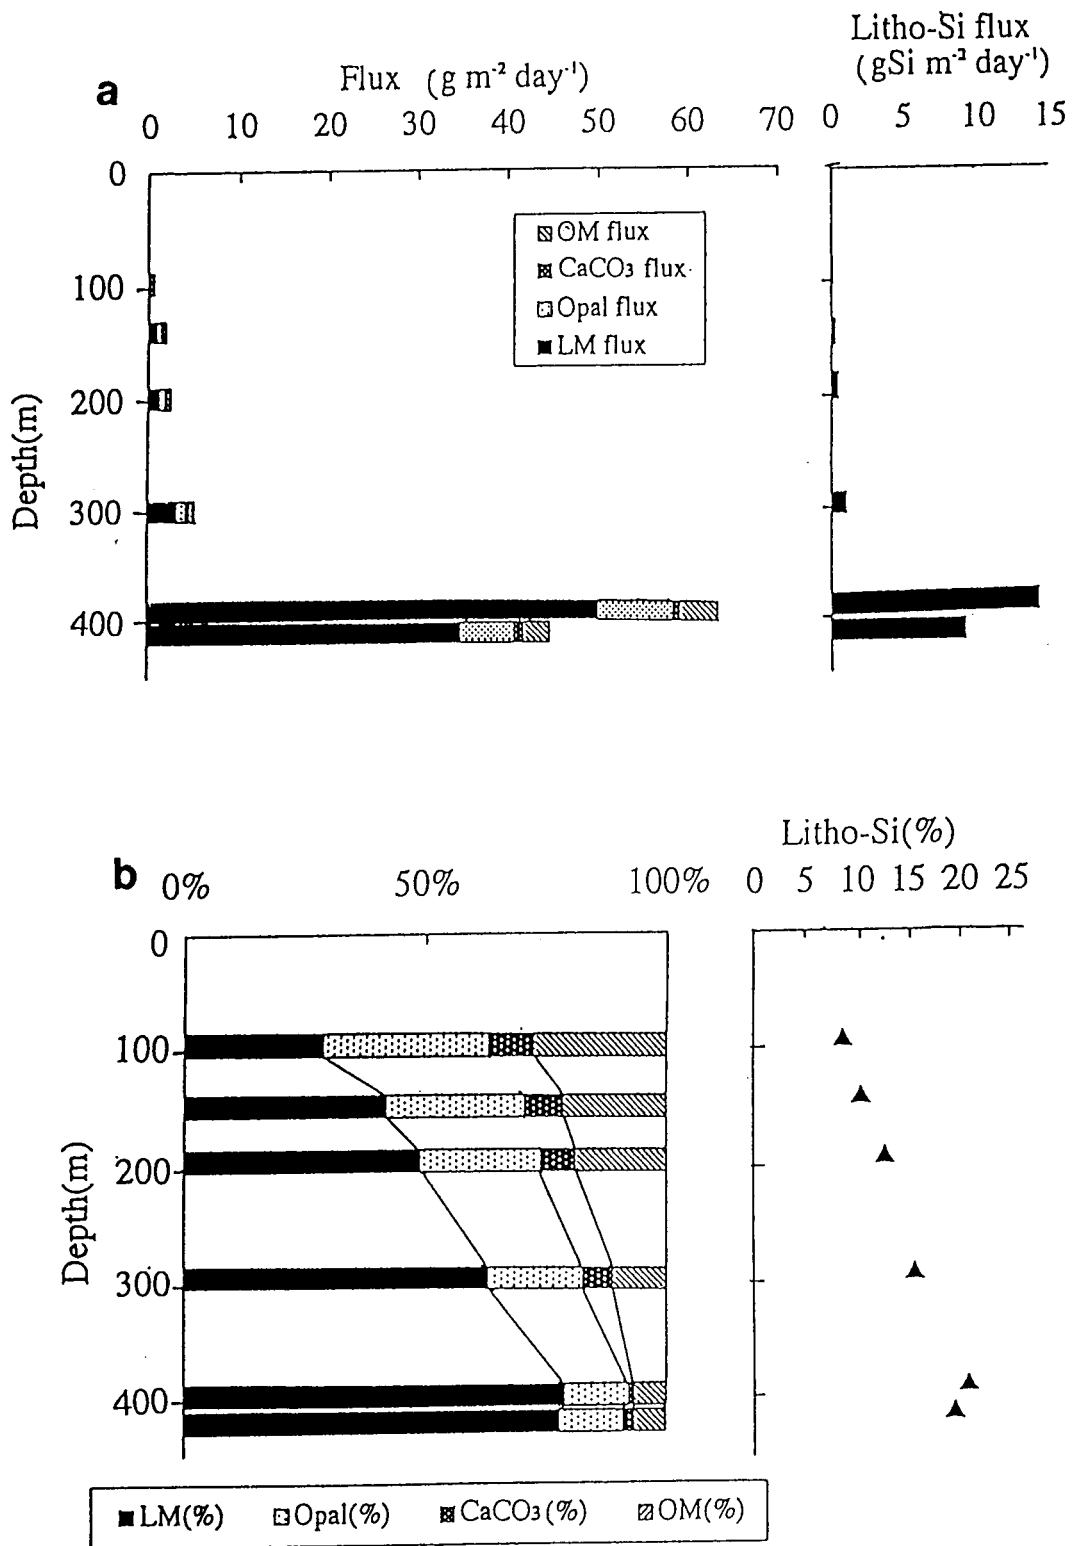 a
Flux (g m⁻² day⁻¹)
Litho-Si flux
(gSi m⁻² day⁻¹)
0 10 20 30 40 50 60 70
0 5 10 15
0
100
200
300
400
Depth(m)
OM flux
CaCO₃ flux
Opal flux
LM flux
b
0% 50% 100%
Litho-Si(%)
0 5 10 15 20 25
0
100
200
300
400
Depth(m)
LM(%) Opal(%) CaCO₃(%) OM(%)